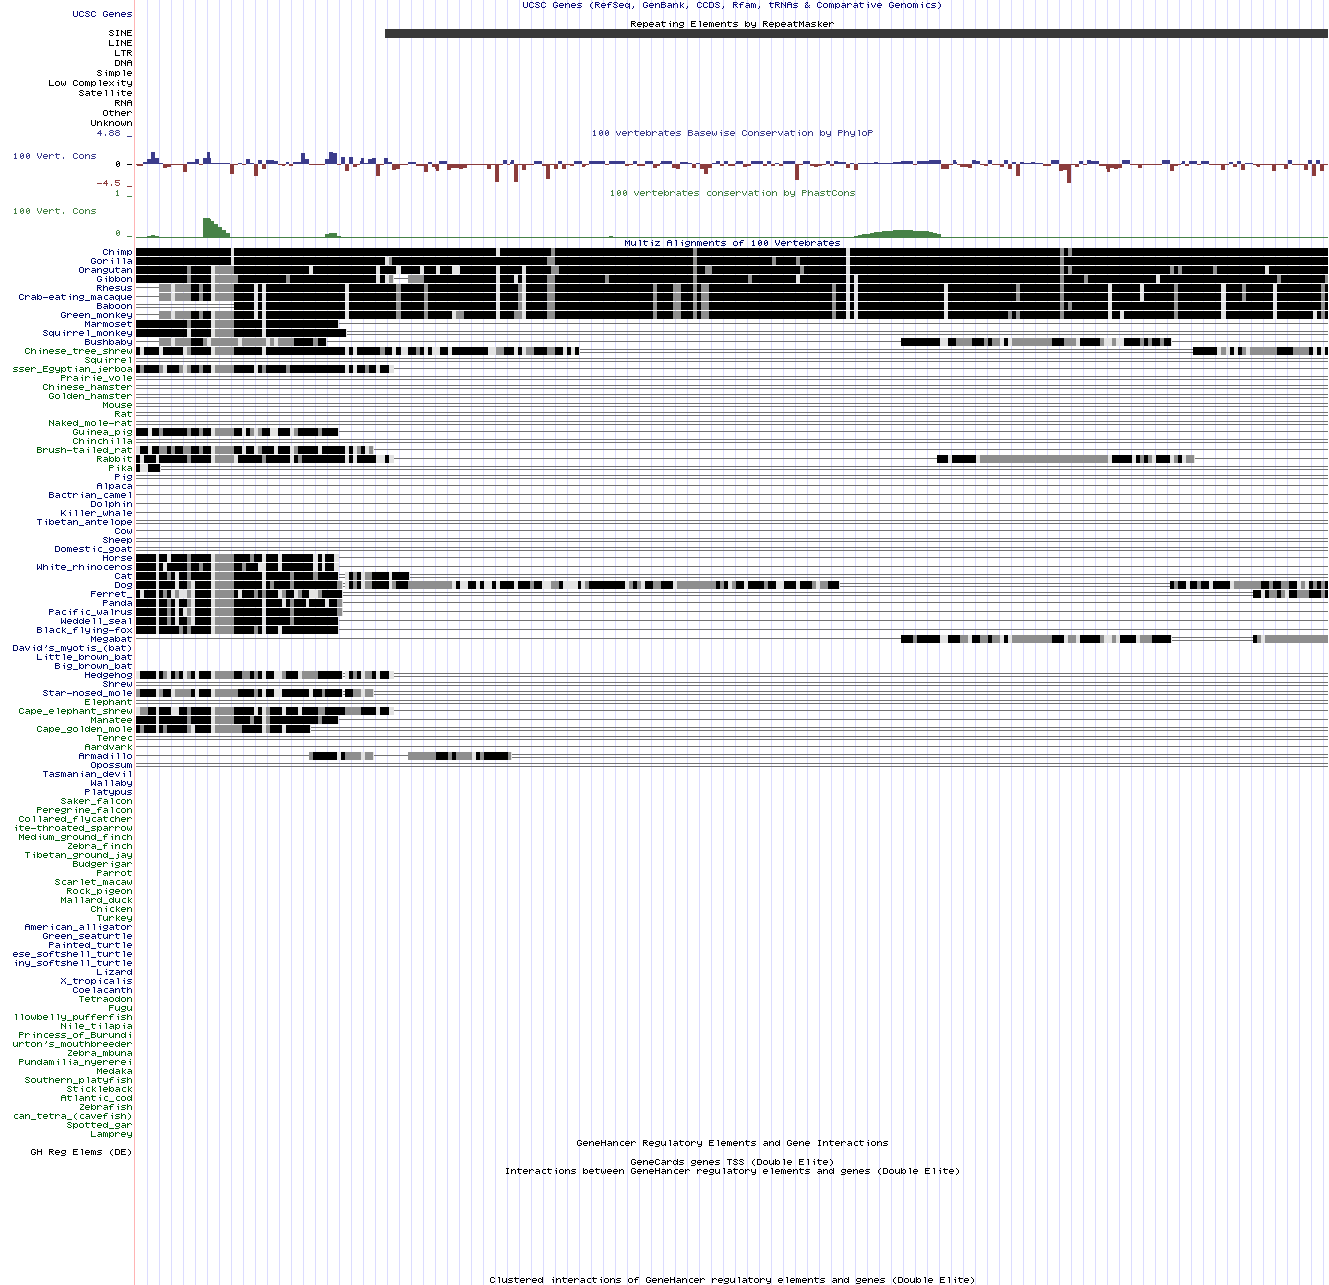 UCSC Genes (RefSeq, GenBank, CCDS, Rfam, tRNAs & Comparative Genomics)
UCSC Genes
Repeating Elements by RepeatMasker
SINE
LINE
LTR
DNA
Simple
Low Complexity
Satellite
RNA
Other
Unknown
4.88 _
100 vertebrates Basewise Conservation by PhyloP
100 Vert. Cons
0 _
-4.5 _
1 _
100 vertebrates conservation by PhastCons
100 Vert. Cons
0 _
Multiz Alignments of 100 Vertebrates
Chimp
Gorilla
Orangutan
Gibbon
Rhesus
Crab-eating_macaque
Baboon
Green_monkey
Marmoset
Squirrel_monkey
Bushbaby
Chinese_tree_shrew
Squirrel
sser_Egyptian_jerboa
Prairie_vole
Chinese_hamster
Golden_hamster
Mouse
Rat
Naked_mole-rat
Guinea_pig
Chinchilla
Brush-tailed_rat
Rabbit
Pika
Pig
Alpaca
Bactrian_camel
Dolphin
Killer_whale
Tibetan_antelope
Cow
Sheep
Domestic_goat
Horse
White_rhinoceros
Cat
Dog
Ferret_
Panda
Pacific_walrus
Weddell_seal
Black_flying-fox
Megabat
David's_myotis_(bat)
Little_brown_bat
Big_brown_bat
Hedgehog
Shrew
Star-nosed_mole
Elephant
Cape_elephant_shrew
Manatee
Cape_golden_mole
Tenrec
Aardvark
Armadillo
Opossum
Tasmanian_devil
Wallaby
Platypus
Saker_falcon
Peregrine_falcon
Collared_flycatcher
ite-throated_sparrow
Medium_ground_finch
Zebra_finch
Tibetan_ground_jay
Budgerigar
Parrot
Scarlet_macaw
Rock_pigeon
Mallard_duck
Chicken
Turkey
American_alligator
Green_seaturtle
Painted_turtle
ese_softshell_turtle
iny_softshell_turtle
Lizard
X_tropicalis
Coelacanth
Tetraodon
Fugu
llowbelly_pufferfish
Nile_tilapia
Princess_of_Burundi
urton's_mouthbreeder
Zebra_mbuna
Pundamilia_nyererei
Medaka
Southern_platyfish
Stickleback
Atlantic_cod
Zebrafish
can_tetra_(cavefish)
Spotted_gar
Lamprey
GeneHancer Regulatory Elements and Gene Interactions
GH Reg Elems (DE)
GeneCards genes TSS (Double Elite)
Interactions between GeneHancer regulatory elements and genes (Double Elite)
Clustered interactions of GeneHancer regulatory elements and genes (Double Elite)